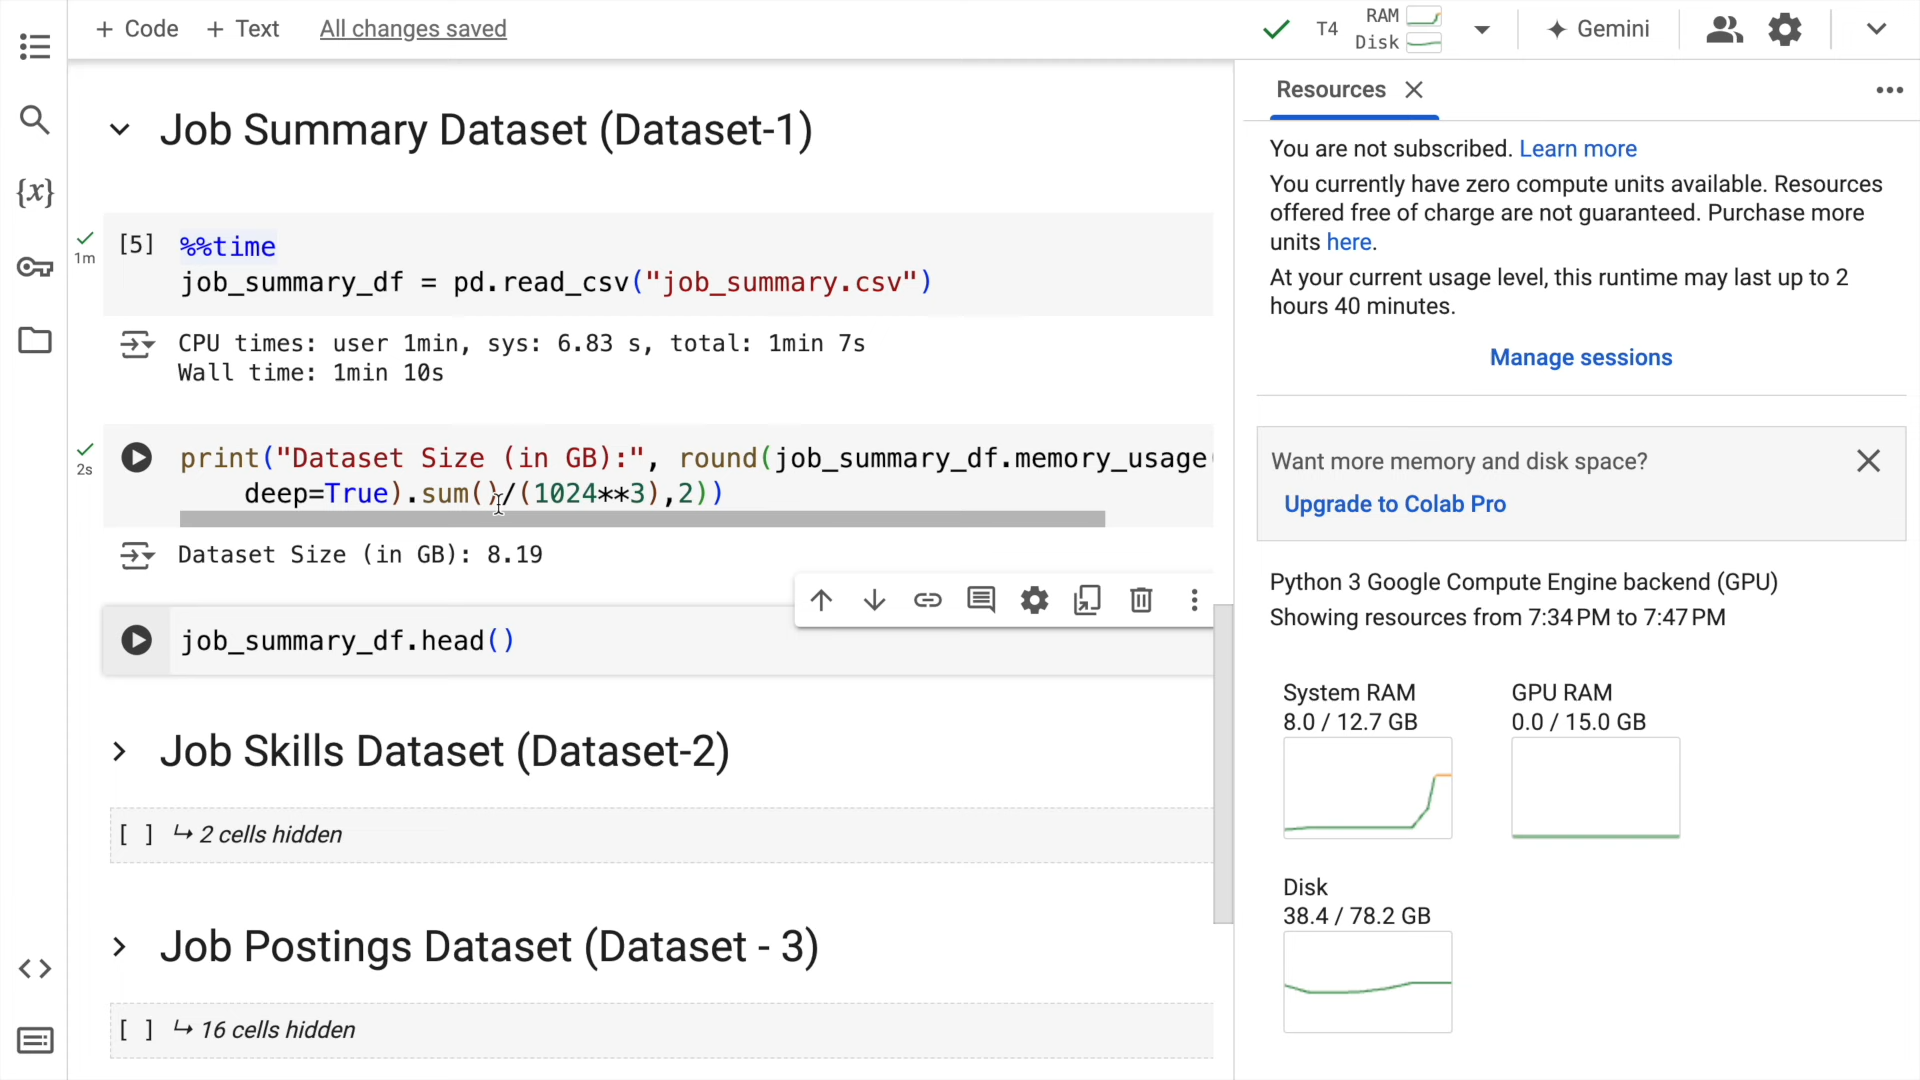 + Code + Text All changes saved
T4
RAM
Disk
Gemini
Job Summary Dataset (Dataset-1)
{x}
1m
[5] %%time
job_summary_df = pd.read_csv("job_summary.csv")
CPU times: user 1min, sys: 6.83 s, total: 1min 7s
Wall time: 1min 10s
2s
print("Dataset Size (in GB):", round(job_summary_df.memory_usage(
deep=True).sum()/(1024**3),2))
Dataset Size (in GB): 8.19
job_summary_df.head()
Job Skills Dataset (Dataset-2)
[ ] ↳ 2 cells hidden
Job Postings Dataset (Dataset - 3)
[ ] ↳ 16 cells hidden
Resources
You are not subscribed. Learn more
You currently have zero compute units available. Resources
offered free of charge are not guaranteed. Purchase more
units here.
At your current usage level, this runtime may last up to 2
hours 40 minutes.
Manage sessions
Want more memory and disk space?
Upgrade to Colab Pro
Python 3 Google Compute Engine backend (GPU)
Showing resources from 7:34 PM to 7:47 PM
System RAM
8.0 / 12.7 GB
GPU RAM
0.0 / 15.0 GB
Disk
38.4 / 78.2 GB